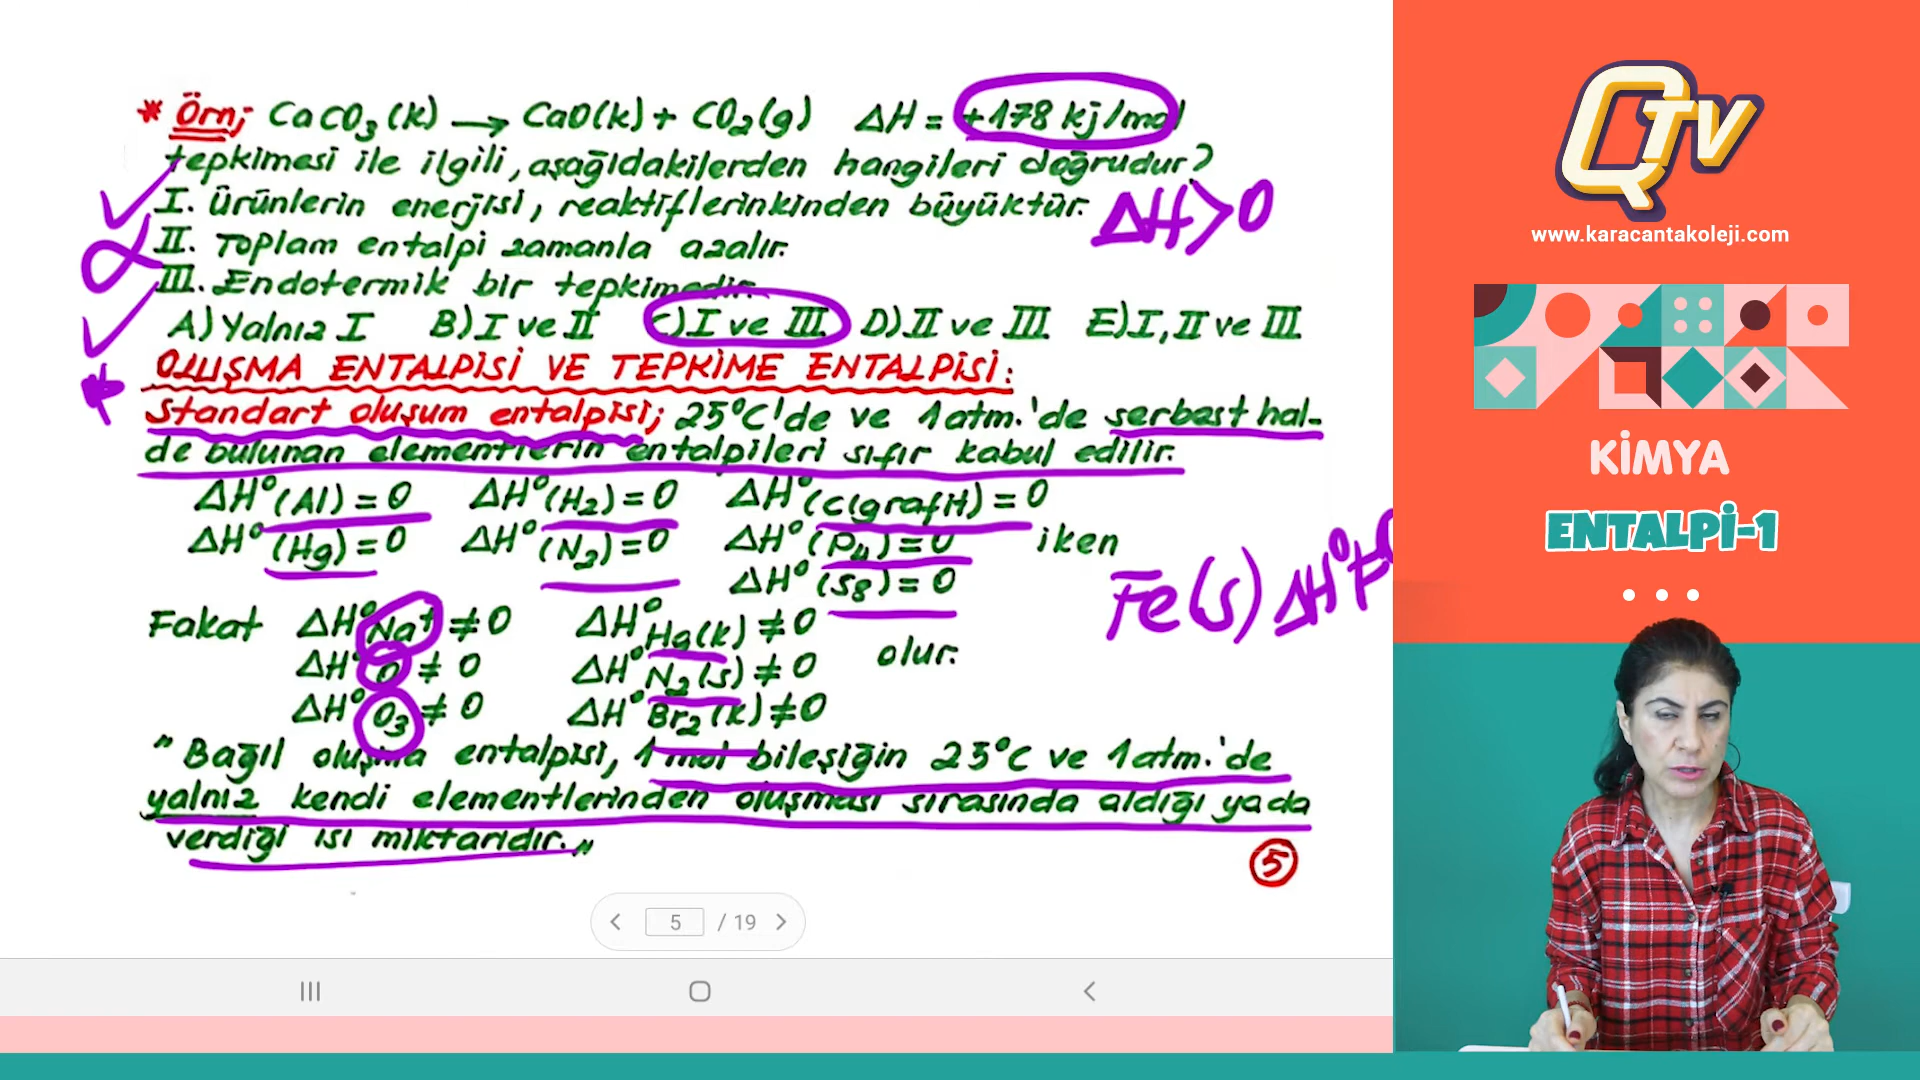 * Örn; CaCO₃(k) → CaO(k) + CO₂(g) ΔH = +178 kj/mol
tepkimesi ile ilgili, aşağıdakilerden hangileri doğrudur?
I. Ürünlerin enerjisi, reaktiflerinkinden büyüktür. ΔH>0
II. Toplam entalpi zamanla azalır.
III. Endotermik bir tepkimedir.
A) Yalnız I B) I ve II C) I ve III D) II ve III E) I, II ve III
OLUŞMA ENTALPİSİ VE TEPKİME ENTALPİSİ:
Standart oluşum entalpisi; 25°C'de ve 1 atm.'de serbest hal-
de bulunan elementlerin entalpileri sıfır kabul edilir.
ΔH°(Al) = 0 ΔH°(H₂) = 0 ΔH°(C(grafit) = 0
ΔH°(Hg) = 0 ΔH°(N₂) = 0 ΔH°(P₄) = 0 iken
ΔH°(S₈) = 0
Fe(s) ΔH°≠0
Fakat ΔH°Na⁺ ≠ 0 ΔH°Hg(k) ≠ 0
ΔH°O ≠ 0 ΔH°N₂(s) ≠ 0 olur.
ΔH°O₃ ≠ 0 ΔH°Br₂(k) ≠ 0
"Bağıl oluşma entalpisi, 1 mol bileşiğin 25°C ve 1 atm.'de
yalnız kendi elementlerinden oluşması sırasında aldığı yada
verdiği ısı miktarıdır."
5
5 / 19
QTV
www.karacantakoleji.com
KİMYA
ENTALPİ-1